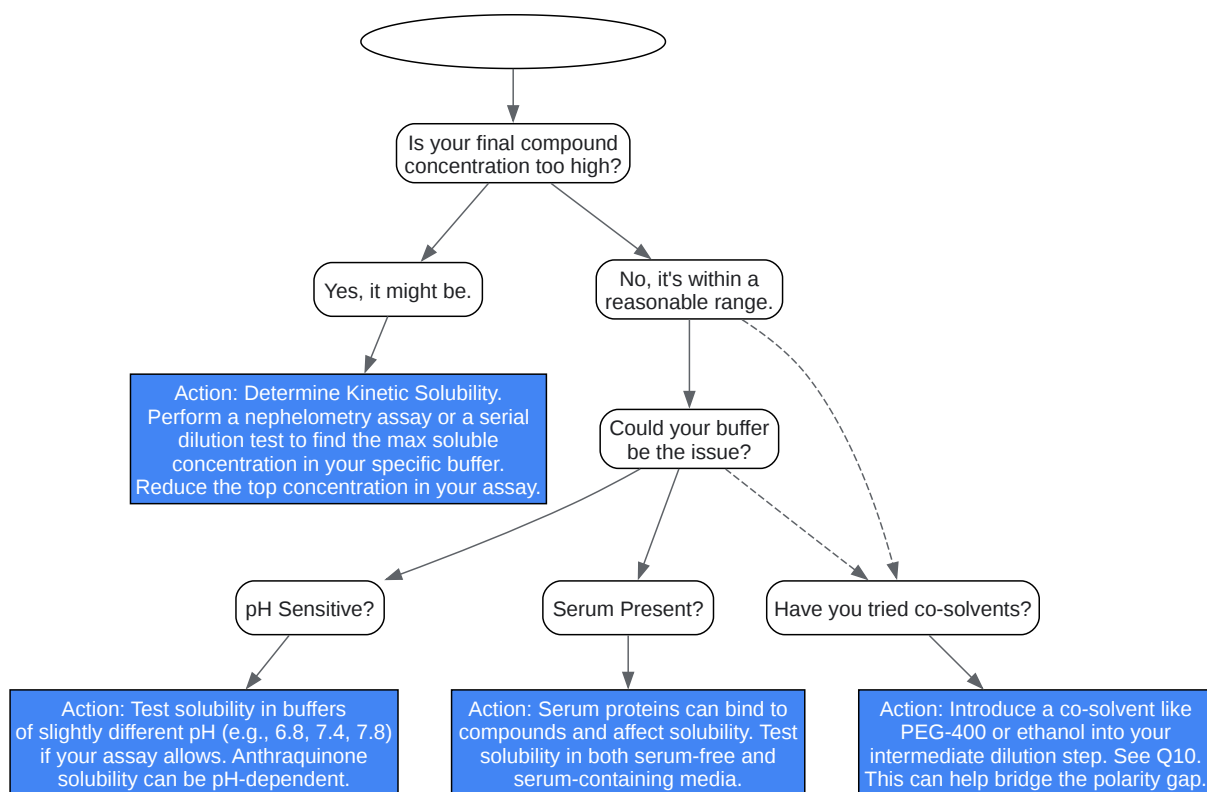 Is your final compound
concentration too high?
Yes, it might be.
No, it's within a
reasonable range.
Action: Determine Kinetic Solubility.
Perform a nephelometry assay or a serial
dilution test to find the max soluble
concentration in your specific buffer.
Reduce the top concentration in your assay.
Could your buffer
be the issue?
pH Sensitive?
Serum Present?
Have you tried co-solvents?
Action: Test solubility in buffers
of slightly different pH (e.g., 6.8, 7.4, 7.8)
if your assay allows. Anthraquinone
solubility can be pH-dependent.
Action: Serum proteins can bind to
compounds and affect solubility. Test
solubility in both serum-free and
serum-containing media.
Action: Introduce a co-solvent like
PEG-400 or ethanol into your
intermediate dilution step. See Q10.
This can help bridge the polarity gap.